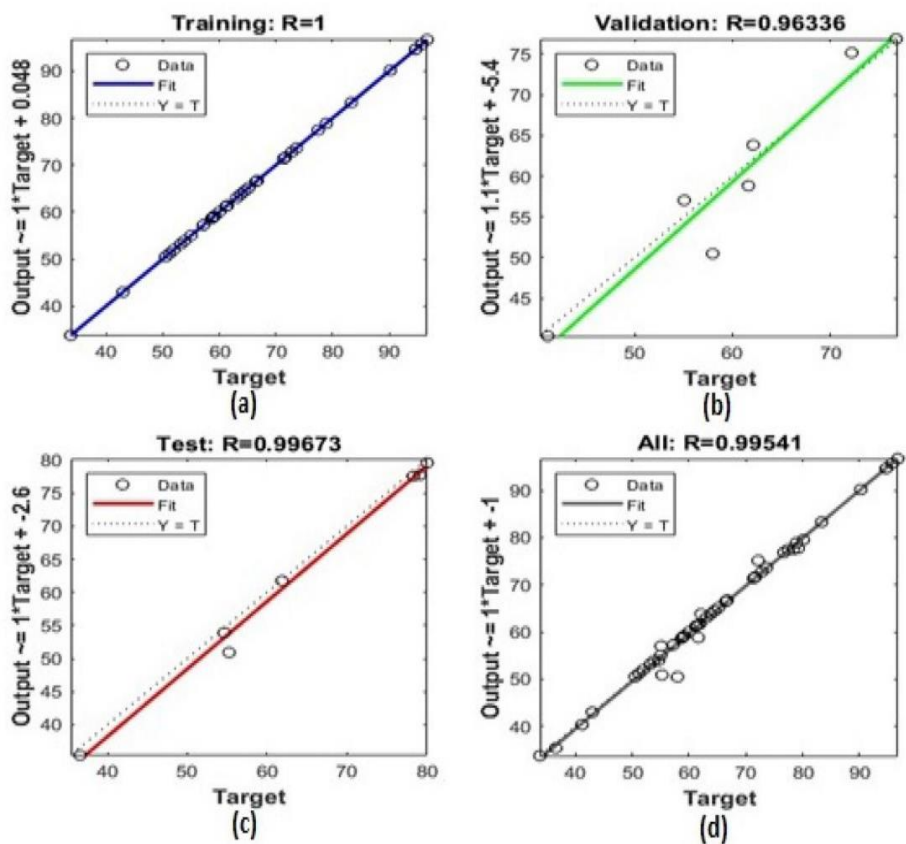 Training: R=1
Output ~= 1*Target + 0.048
Data
Fit
Y = T
90
80
70
60
50
40
40 50 60 70 80 90
Target
(a)
Validation: R=0.96336
Output ~= 1.1*Target + -5.4
Data
Fit
Y = T
75
70
65
60
55
50
45
50 60 70
Target
(b)
Test: R=0.99673
Output ~= 1*Target + -2.6
Data
Fit
Y = T
80
75
70
65
60
55
50
45
40
40 50 60 70 80
Target
(c)
All: R=0.99541
Output ~= 1*Target + -1
Data
Fit
Y = T
90
80
70
60
50
40
40 50 60 70 80 90
Target
(d)